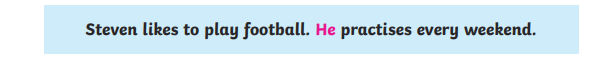 Steven likes to play football. He practises every weekend.